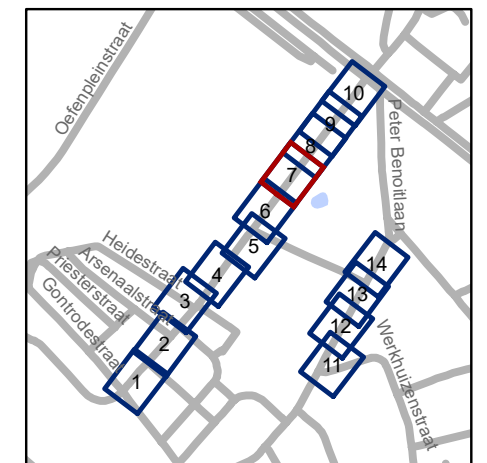 Oefenpleinstraat
10
9
8
7
6
5
4
3
2
1
Peter Benoitlaan
14
13
12
11
Heidestraat
Arsenaalstraat
Priesterstraat
Gontrodestraat
Werkhuizenstraat